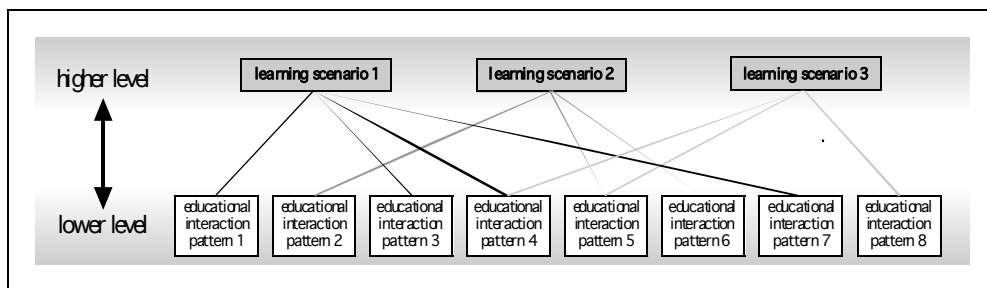 higher level
learning scenario 1
learning scenario 2
learning scenario 3
lower level
educational
interaction
pattern 1
educational
interaction
pattern 2
educational
interaction
pattern 3
educational
interaction
pattern 4
educational
interaction
pattern 5
educational
interaction
pattern 6
educational
interaction
pattern 7
educational
interaction
pattern 8